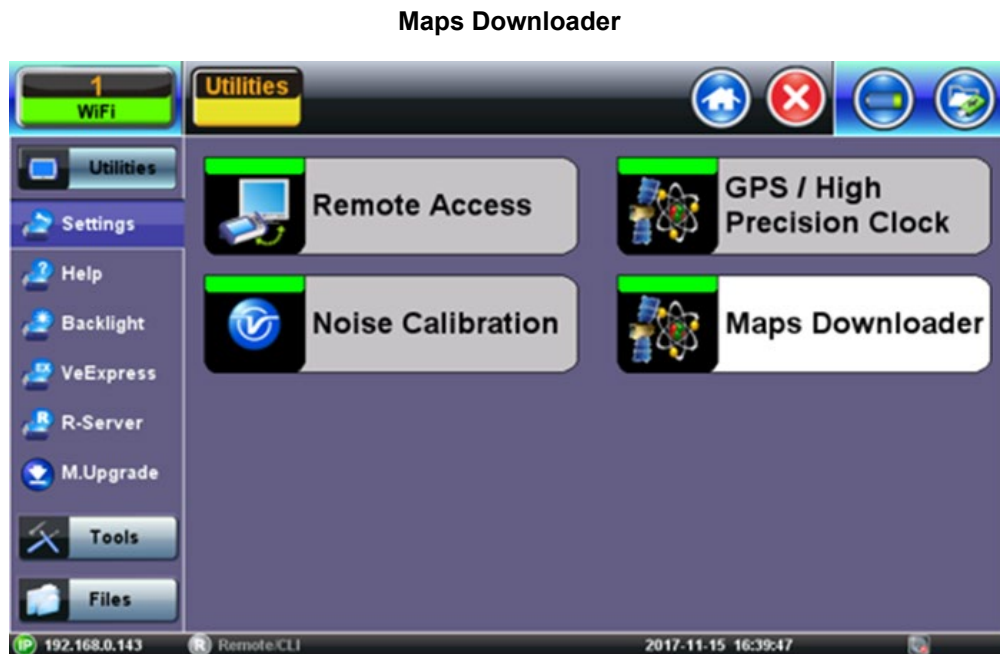 Maps Downloader
1
WiFi
Utilities
Utilities
Settings
Help
Backlight
EX
VeExpress
R
R-Server
M.Upgrade
Tools
Files
Remote Access
GPS / High
Precision Clock
Noise Calibration
Maps Downloader
IP 192.168.0.143
R Remote/CLI
2017-11-15 16:39:47